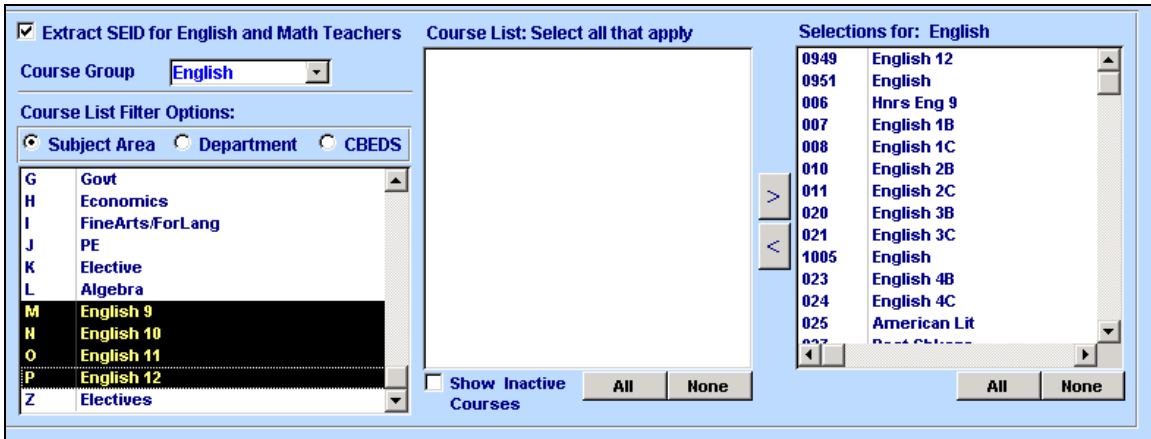 Extract SEID for English and Math Teachers
Course Group English
Course List Filter Options:
Subject Area Department CBEDS
G Govt
H Economics
I FineArts/ForLang
J PE
K Elective
L Algebra
M English 9
N English 10
O English 11
P English 12
Z Electives
Course List: Select all that apply
>
<
Show Inactive
Courses
All None
Selections for: English
0949 English 12
0951 English
006 Hnrs Eng 9
007 English 1B
008 English 1C
010 English 2B
011 English 2C
020 English 3B
021 English 3C
1005 English
023 English 4B
024 English 4C
025 American Lit
All None